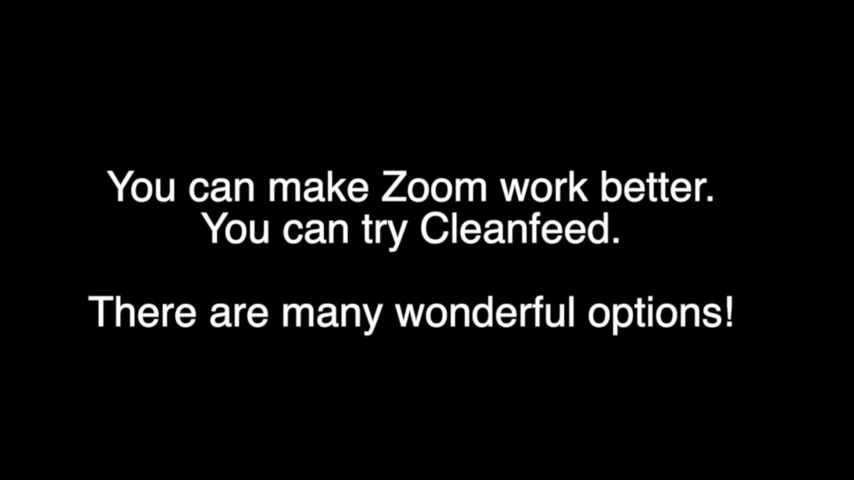 You can make Zoom work better.
You can try Cleanfeed.
There are many wonderful options!